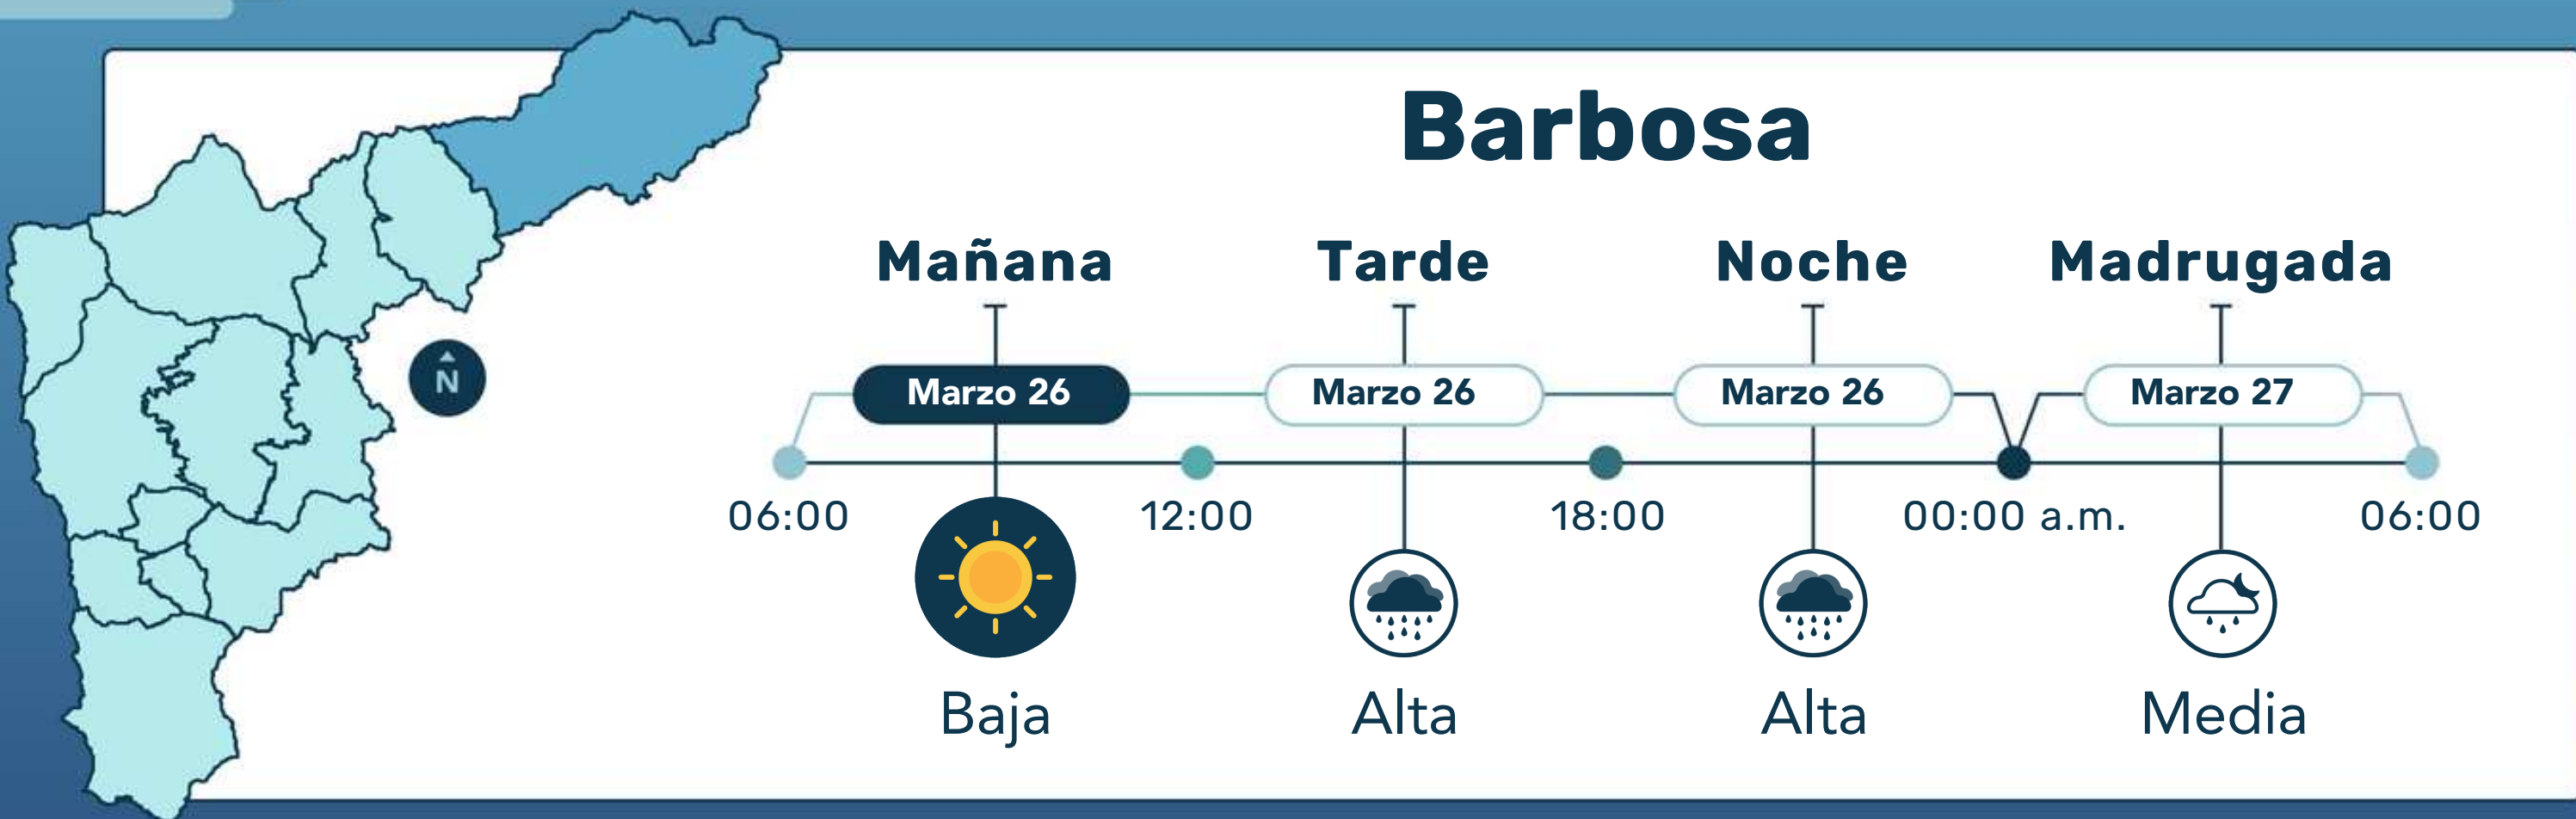 Barbosa
Mañana Tarde Noche Madrugada
N
Marzo 26 Marzo 26 Marzo 26 Marzo 27
06:00 12:00 18:00 00:00 a.m. 06:00
Baja Alta Alta Media